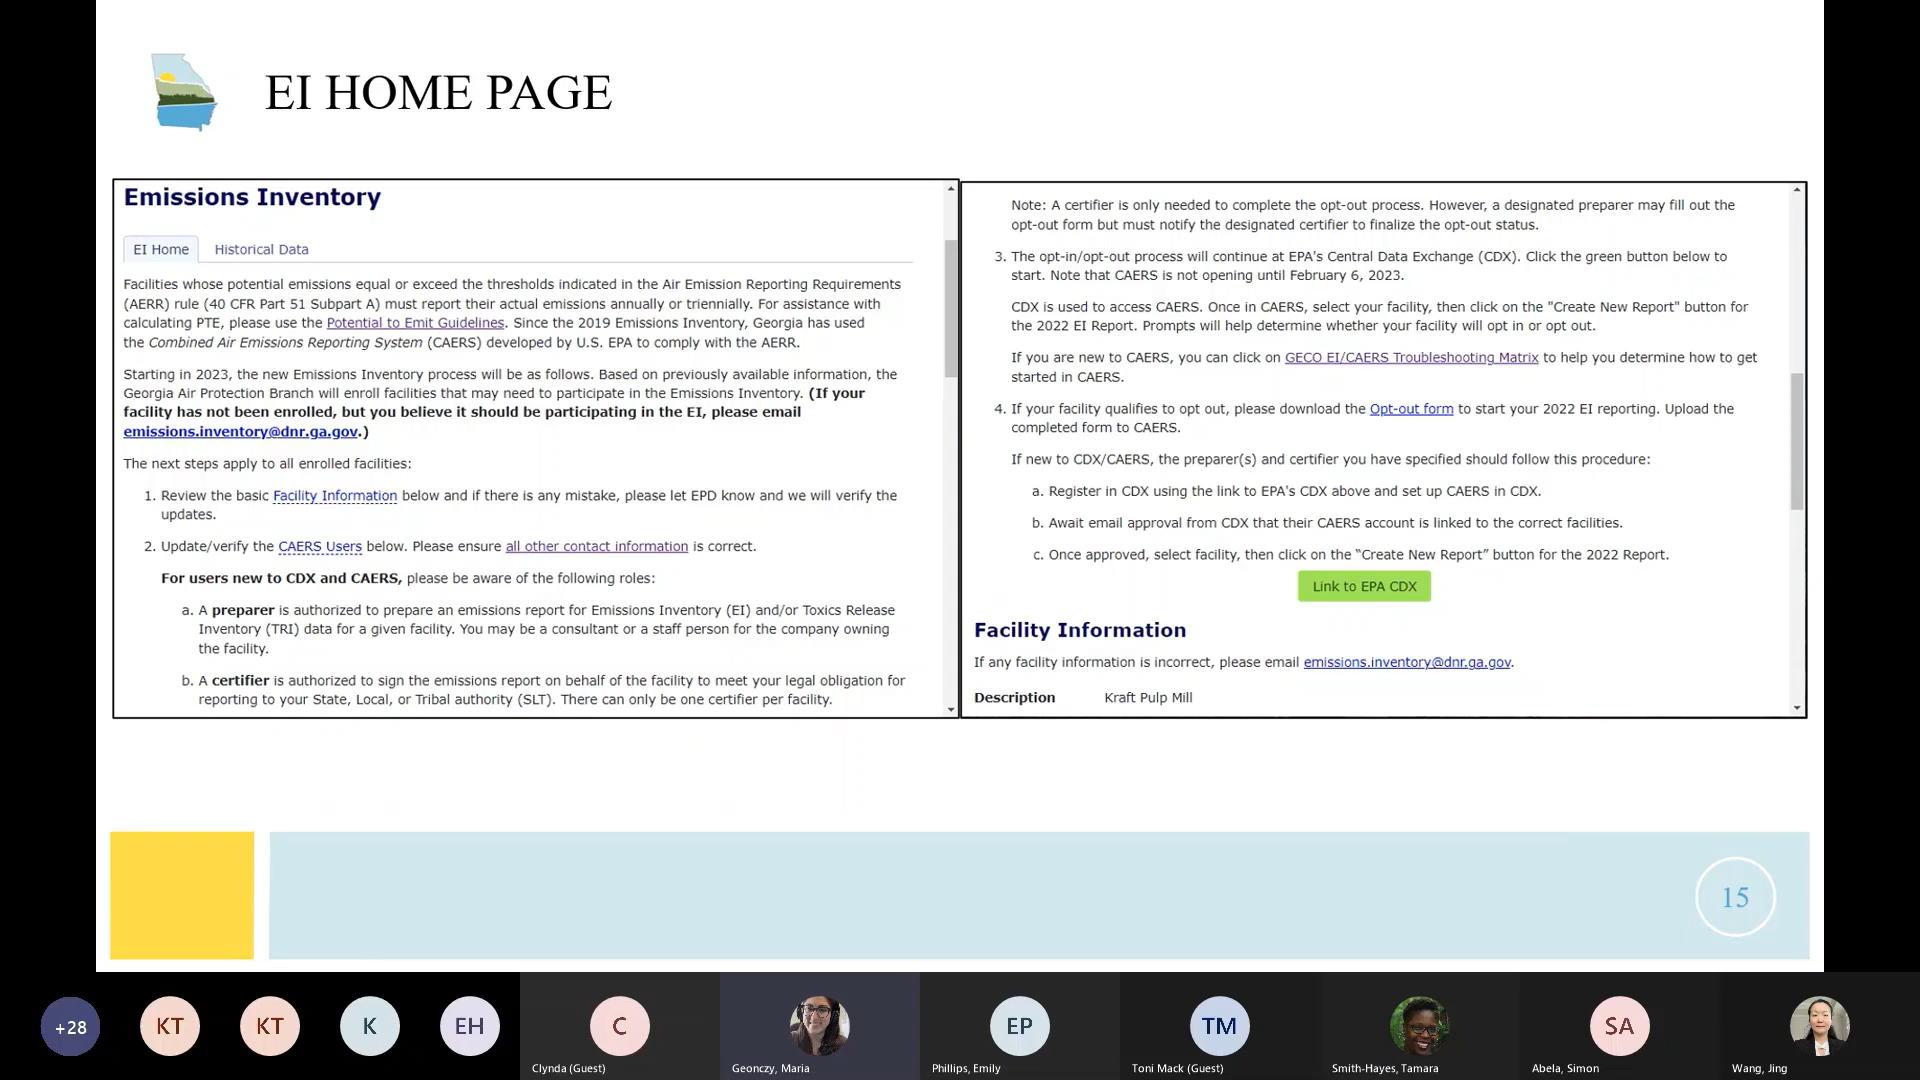 EI HOME PAGE
Emissions Inventory
EI Home Historical Data
Facilities whose potential emissions equal or exceed the thresholds indicated in the Air Emission Reporting Requirements
(AERR) rule (40 CFR Part 51 Subpart A) must report their actual emissions annually or triennially. For assistance with
calculating PTE, please use the Potential to Emit Guidelines. Since the 2019 Emissions Inventory, Georgia has used
the Combined Air Emissions Reporting System (CAERS) developed by U.S. EPA to comply with the AERR.
Starting in 2023, the new Emissions Inventory process will be as follows. Based on previously available information, the
Georgia Air Protection Branch will enroll facilities that may need to participate in the Emissions Inventory. (If your
facility has not been enrolled, but you believe it should be participating in the EI, please email
emissions.inventory@dnr.ga.gov.)
The next steps apply to all enrolled facilities:
1. Review the basic Facility Information below and if there is any mistake, please let EPD know and we will verify the
updates.
2. Update/verify the CAERS Users below. Please ensure all other contact information is correct.
For users new to CDX and CAERS, please be aware of the following roles:
a. A preparer is authorized to prepare an emissions report for Emissions Inventory (EI) and/or Toxics Release
Inventory (TRI) data for a given facility. You may be a consultant or a staff person for the company owning
the facility.
b. A certifier is authorized to sign the emissions report on behalf of the facility to meet your legal obligation for
reporting to your State, Local, or Tribal authority (SLT). There can only be one certifier per facility.
Note: A certifier is only needed to complete the opt-out process. However, a designated preparer may fill out the
opt-out form but must notify the designated certifier to finalize the opt-out status.
3. The opt-in/opt-out process will continue at EPA's Central Data Exchange (CDX). Click the green button below to
start. Note that CAERS is not opening until February 6, 2023.
CDX is used to access CAERS. Once in CAERS, select your facility, then click on the "Create New Report" button for
the 2022 EI Report. Prompts will help determine whether your facility will opt in or opt out.
If you are new to CAERS, you can click on GECO EI/CAERS Troubleshooting Matrix to help you determine how to get
started in CAERS.
4. If your facility qualifies to opt out, please download the Opt-out form to start your 2022 EI reporting. Upload the
completed form to CAERS.
If new to CDX/CAERS, the preparer(s) and certifier you have specified should follow this procedure:
a. Register in CDX using the link to EPA's CDX above and set up CAERS in CDX.
b. Await email approval from CDX that their CAERS account is linked to the correct facilities.
c. Once approved, select facility, then click on the “Create New Report” button for the 2022 Report.
Link to EPA CDX
Facility Information
If any facility information is incorrect, please email emissions.inventory@dnr.ga.gov.
Description Kraft Pulp Mill
15
+28 KT KT K EH C EP TM SA
Clynda (Guest) Geonczy, Maria Phillips, Emily Toni Mack (Guest) Smith-Hayes, Tamara Abela, Simon Wang, Jing